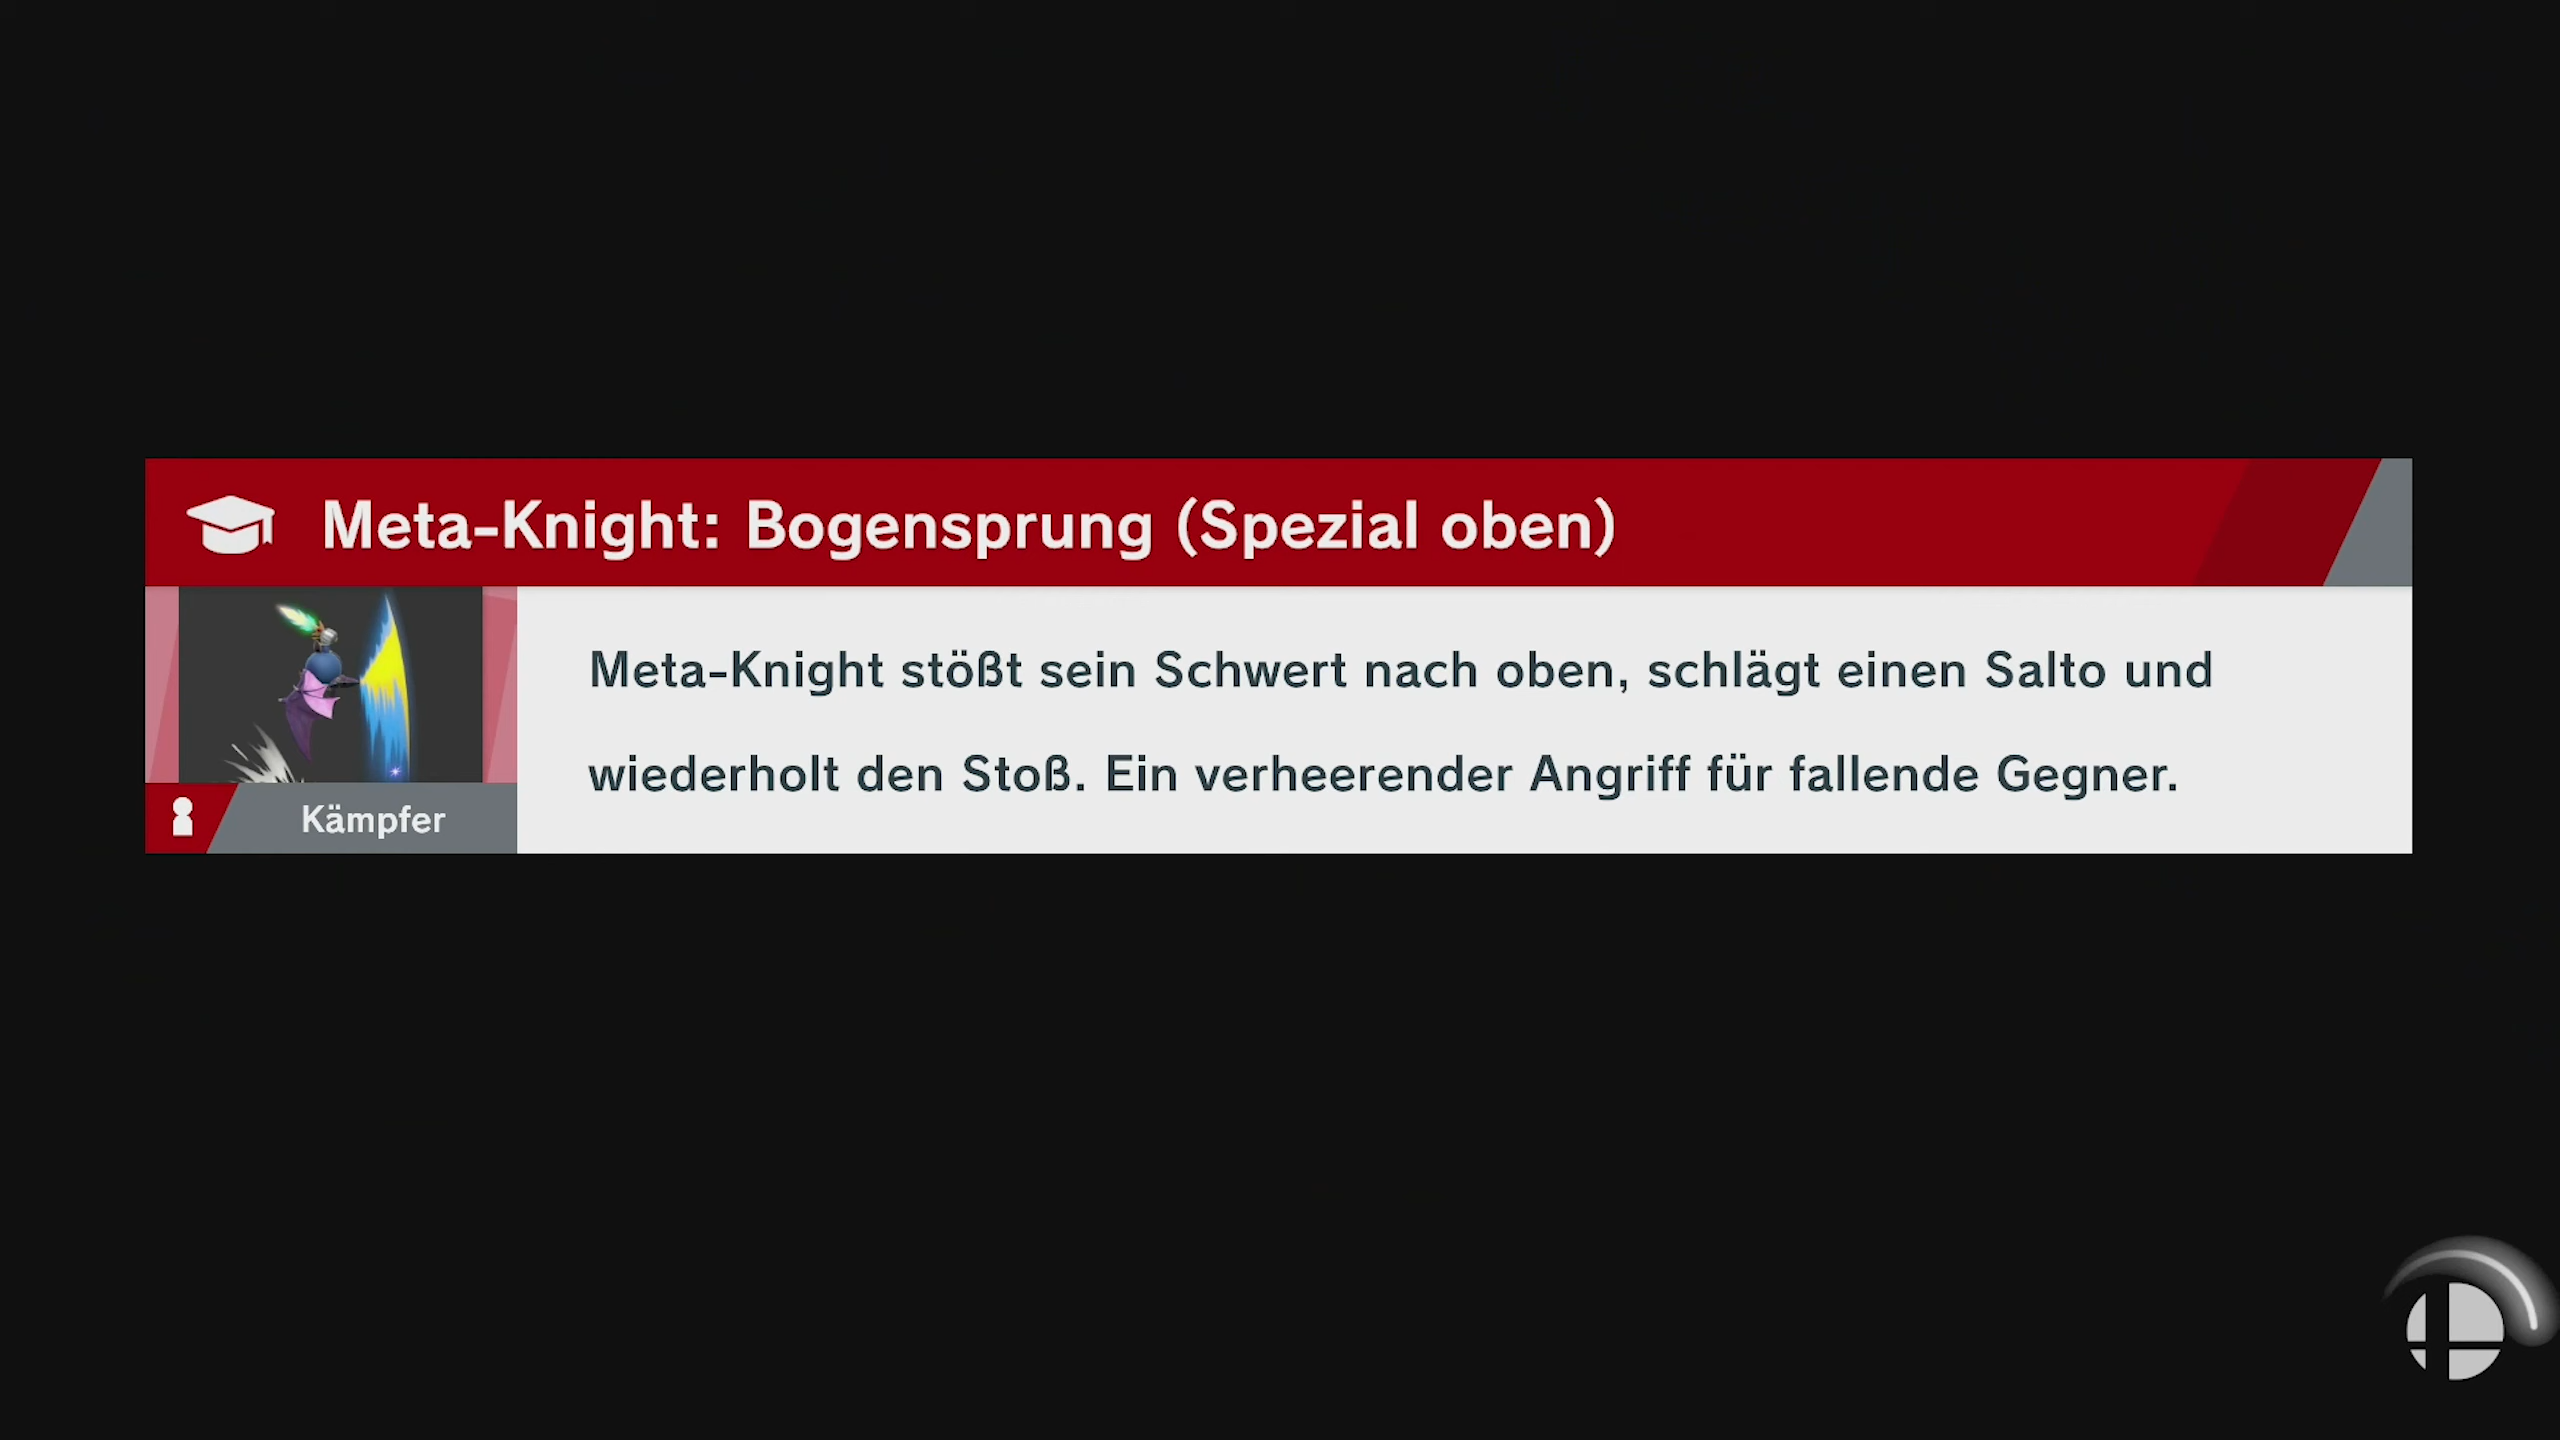 Meta-Knight: Bogensprung (Spezial oben)
Meta-Knight stößt sein Schwert nach oben, schlägt einen Salto und
wiederholt den Stoß. Ein verheerender Angriff für fallende Gegner.
Kämpfer